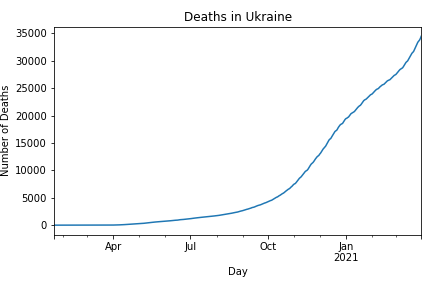 Deaths in Ukraine
Number of Deaths
35000
30000
25000
20000
15000
10000
5000
0
Apr
Jul
Oct
Jan
2021
Day